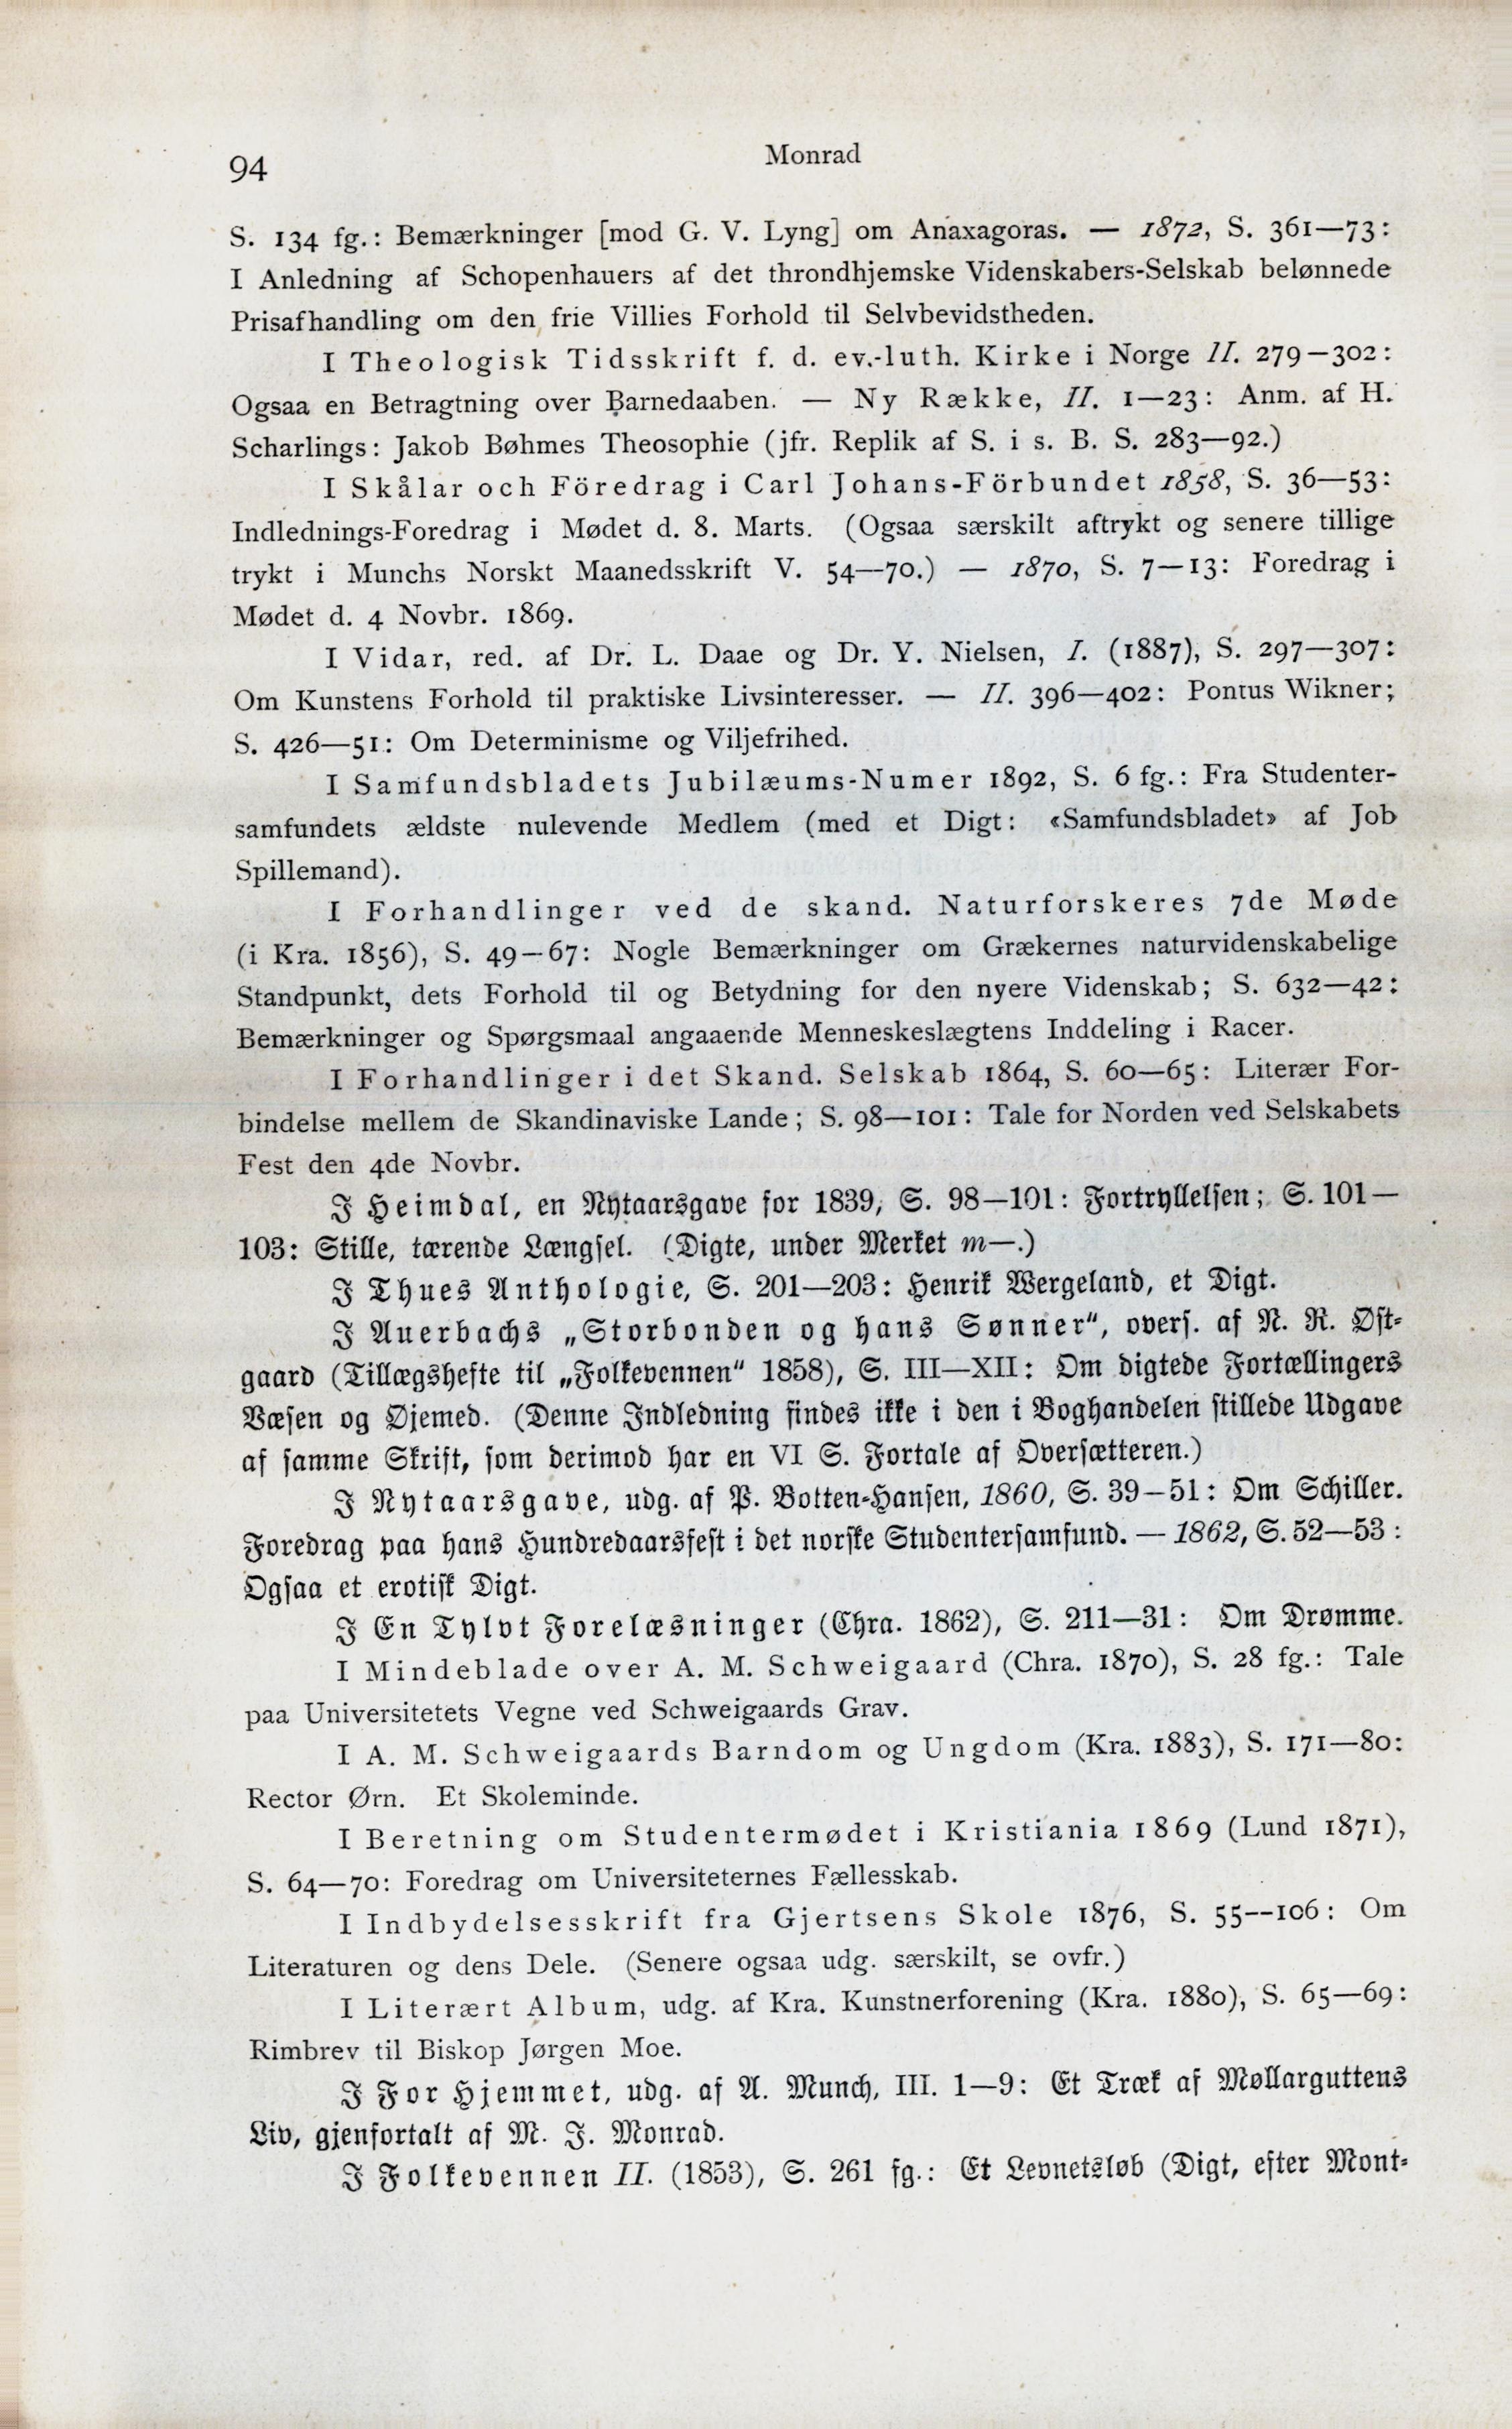 94
Monrad
S. 134 fg.: Bemærkninger [mod G. V. Lyng] om Anaxagoras. — 1872, S. 361—73:
I Anledning af Schopenhauers af det throndhjemske Videnskabers-Selskab belønnede
Prisafhandling om den frie Villies Forhold til Selvbevidstheden.
I Theologisk Tidsskrift f. d. ev.-luth. Kirke i Norge II. 279—302:
Ogsaa en Betragtning over Barnedaaben. — Ny Række, II. 1—23: Anm. af H.
Scharlings: Jakob Bøhmes Theosophie (jfr. Replik af S. i s. B. S. 283—92.)
I Skålar och Föredrag i Carl Johans-Förbundet 1858, S. 36—53:
Indlednings-Foredrag i Mødet d. 8. Marts. (Ogsaa særskilt aftrykt og senere tillige
trykt i Munchs Norskt Maanedsskrift V. 54—70.) — 1870, S. 7—13: Foredrag i
Mødet d. 4 Novbr. 1869.
I Vidar, red. af Dr. L. Daae og Dr. Y. Nielsen, I. (1887), S. 297—307:
Om Kunstens Forhold til praktiske Livsinteresser. — II. 396—402: Pontus Wikner;
S. 426—51: Om Determinisme og Viljefrihed.
I Samfundsbladets Jubilæums-Numer 1892, S. 6 fg.: Fra Studenter-
samfundets ældste nulevende Medlem (med et Digt: «Samfundsbladet» af Job
Spillemand).
I Forhandlinger ved de skand. Naturforskeres 7de Møde
(i Kra. 1856), S. 49—67: Nogle Bemærkninger om Grækernes naturvidenskabelige
Standpunkt, dets Forhold til og Betydning for den nyere Videnskab; S. 632—42:
Bemærkninger og Spørgsmaal angaaende Menneskeslægtens Inddeling i Racer.
I Forhandlinger i det Skand. Selskab 1864, S. 60—65: Literær For-
bindelse mellem de Skandinaviske Lande; S. 98—101: Tale for Norden ved Selskabets
Fest den 4de Novbr.
I Heimdal, en Nytaarsgave for 1839, S. 98—101: Fortryllelsen; S. 101—
103: Stille, tærende Længsel. (Digte, under Merket m—.)
I Thues Anthologie, S. 201—203: Henrik Wergeland, et Digt.
I Auerbachs „Storbonden og hans Sønner“, overs. af N. R. Øst-
gaard (Tillægshefte til „Folkevennen“ 1858), S. III—XII: Om digtede Fortællingers
Væsen og Øjemed. (Denne Indledning findes ikke i den i Boghandelen stillede Udgave
af samme Skrift, som derimod har en VI S. Fortale af Oversætteren.)
I Nytaarsgave, udg. af P. Botten-Hansen, 1860, S. 39—51: Om Schiller.
Foredrag paa hans Hundredaarsfest i det norske Studentersamfund. — 1862, S. 52—53:
Ogsaa et erotisk Digt.
I En Tylvt Forelæsninger (Chra. 1862), S. 211—31: Om Drømme.
I Mindeblade over A. M. Schweigaard (Chra. 1870), S. 28 fg.: Tale
paa Universitetets Vegne ved Schweigaards Grav.
I A. M. Schweigaards Barndom og Ungdom (Kra. 1883), S. 171—80:
Rector Ørn. Et Skoleminde.
I Beretning om Studentermødet i Kristiania 1869 (Lund 1871),
S. 64—70: Foredrag om Universiteternes Fællesskab.
I Indbydelsesskrift fra Gjertsens Skole 1876, S. 55—106: Om
Literaturen og dens Dele. (Senere ogsaa udg. særskilt, se ovfr.)
I Literært Album, udg. af Kra. Kunstnerforening (Kra. 1880), S. 65—69:
Rimbrev til Biskop Jørgen Moe.
I For Hjemmet, udg. af A. Munch, III. 1—9: Et Træk af Møllarguttens
Liv, gjenfortalt af M. J. Monrad.
I Folkevennen II. (1853), S. 261 fg.: Et Levnetsløb (Digt, efter Mont-